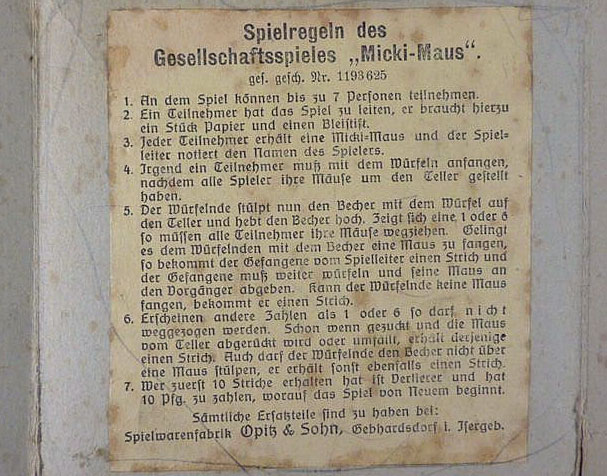 Spielregeln des
Gesellschaftsspieles „Micki-Maus“.
ges. gesch. Nr. 1193625
1. An dem Spiel können bis zu 7 Personen teilnehmen.
2. Ein Teilnehmer hat das Spiel zu leiten, er braucht hierzu
ein Stück Papier und einen Bleistift.
3. Jeder Teilnehmer erhält eine Micki-Maus und der Spiel-
leiter notiert den Namen des Spielers.
4. Irgend ein Teilnehmer muß mit dem Würfeln anfangen,
nachdem alle Spieler ihre Mäuse um den Teller gestellt
haben.
5. Der Würfelnde stülpt nun den Becher mit dem Würfel auf
den Teller und hebt den Becher hoch. Zeigt sich eine 1 oder 6
so müssen alle Teilnehmer ihre Mäuse wegziehen. Gelingt
es dem Würfelnden mit dem Becher eine Maus zu fangen,
so bekommt der Gefangene vom Spielleiter einen Strich und
der Gefangene muß weiter würfeln und seine Maus an
den Vorgänger abgeben. Kann der Würfelnde keine Maus
fangen, bekommt er einen Strich.
6. Erscheinen andere Zahlen als 1 oder 6 so darf nicht
weggezogen werden. Schon wenn gezuckt und die Maus
vom Teller abgerückt wird oder umfällt, erhält derjenige
einen Strich. Auch darf der Würfelnde den Becher nicht über
eine Maus stülpen, er erhält sonst ebenfalls einen Strich.
7. Wer zuerst 10 Striche erhalten hat ist Verlierer und hat
10 Pfg. zu zahlen, worauf das Spiel von Neuem beginnt.
Sämtliche Ersatzteile sind zu haben bei:
Spielwarenfabrik Opitz & Sohn, Gebhardsdorf i. Isergeb.